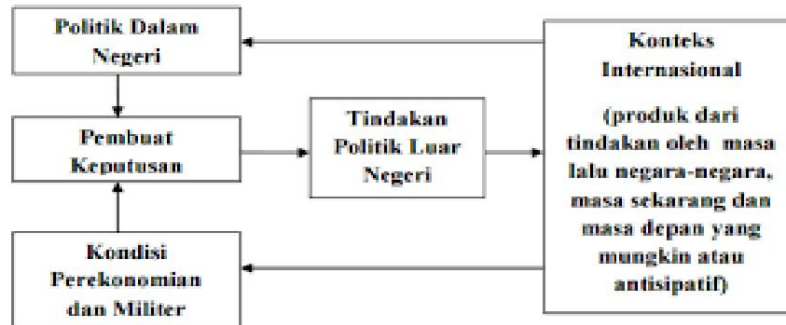 Politik Dalam
Negeri
Pembuat
Keputusan
Kondisi
Perekonomian
dan Militer
Tindakan
Politik Luar
Negeri
Konteks
Internasional
(produk dari
tindakan oleh masa
lalu negara-negara,
masa sekarang dan
masa depan yang
mungkin atau
antisipatif)